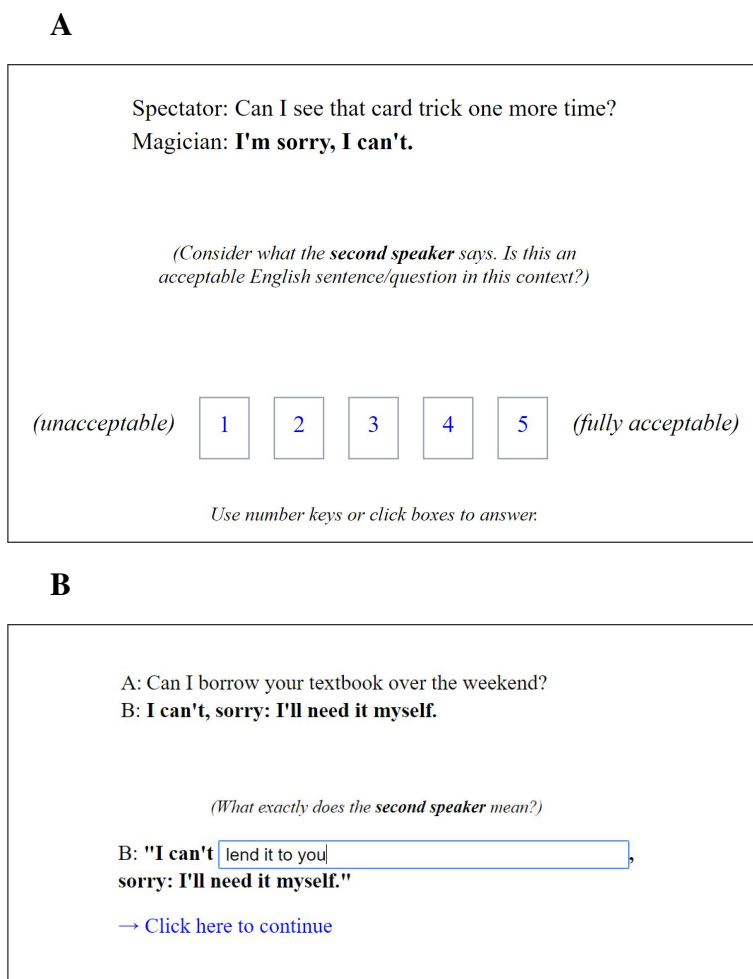 A
Spectator: Can I see that card trick one more time?
Magician: I'm sorry, I can't.
(Consider what the second speaker says. Is this an
acceptable English sentence/question in this context?)
(unacceptable) 1 2 3 4 5 (fully acceptable)
Use number keys or click boxes to answer.
B
A: Can I borrow your textbook over the weekend?
B: I can't, sorry: I'll need it myself.
(What exactly does the second speaker mean?)
B: "I can't lend it to you,
sorry: I'll need it myself."
→ Click here to continue